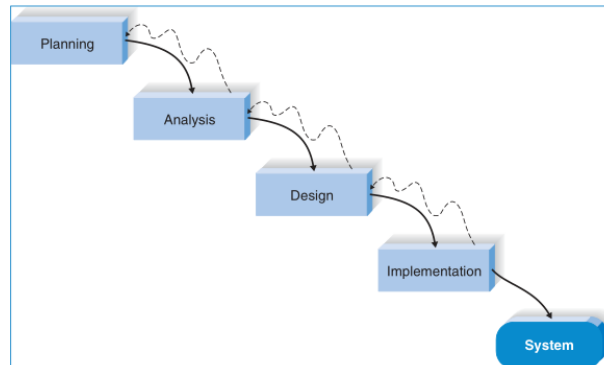 Planning
Analysis
Design
Implementation
System